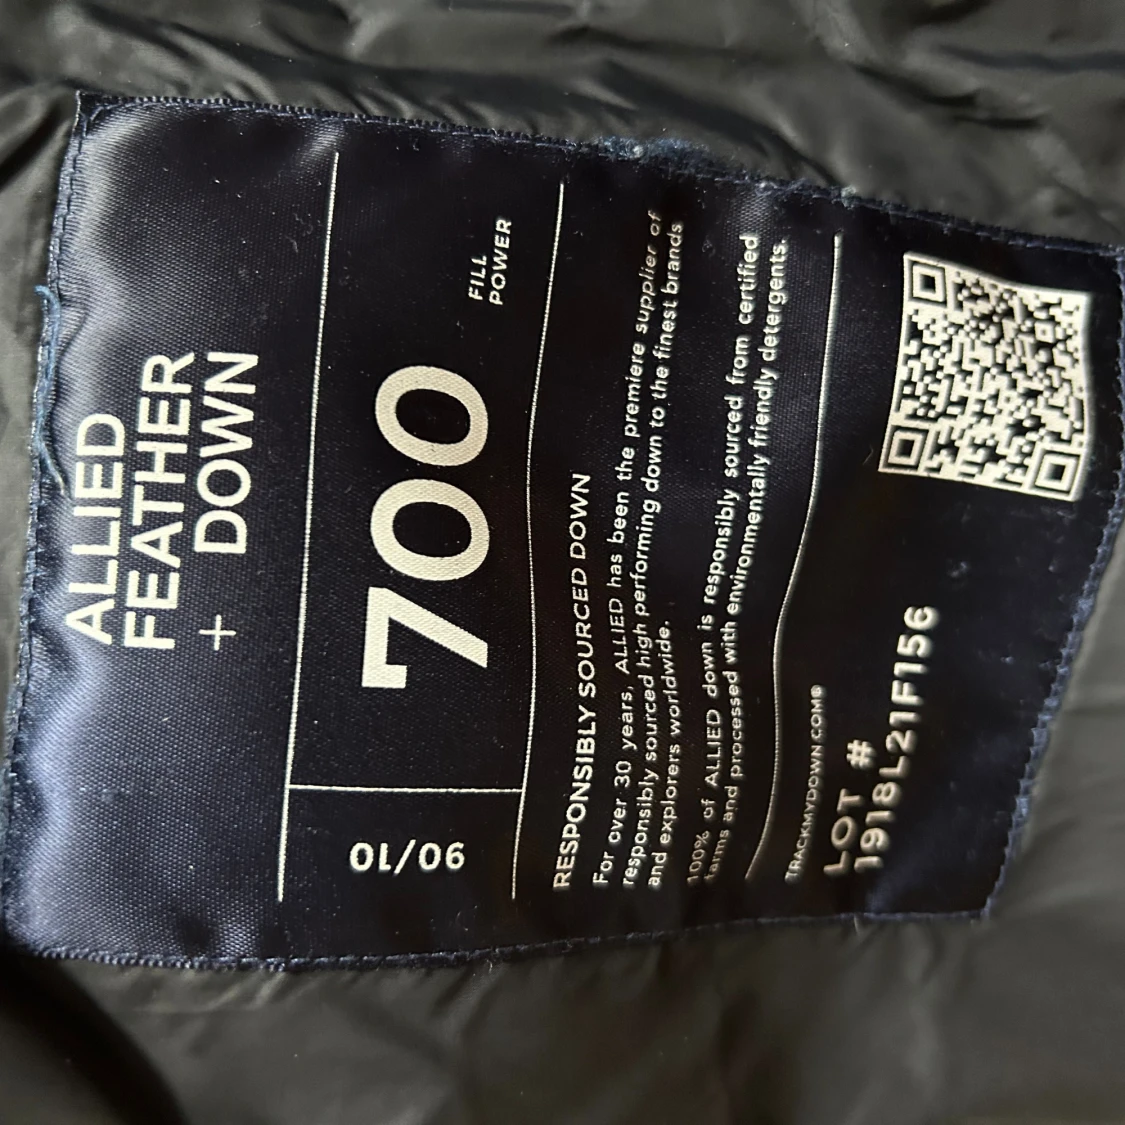 ALLIED
FEATHER
+ DOWN
90/10
700
FILL
POWER
RESPONSIBLY SOURCED DOWN
For over 30 years, ALLIED has been the premiere supplier of
responsibly sourced high performing down to the finest brands
and explorers worldwide.
100% of ALLIED down is responsibly sourced from certified
farms and processed with environmentally friendly detergents.
TRACKMYDOWN.COM®
LOT #
1918L21F156